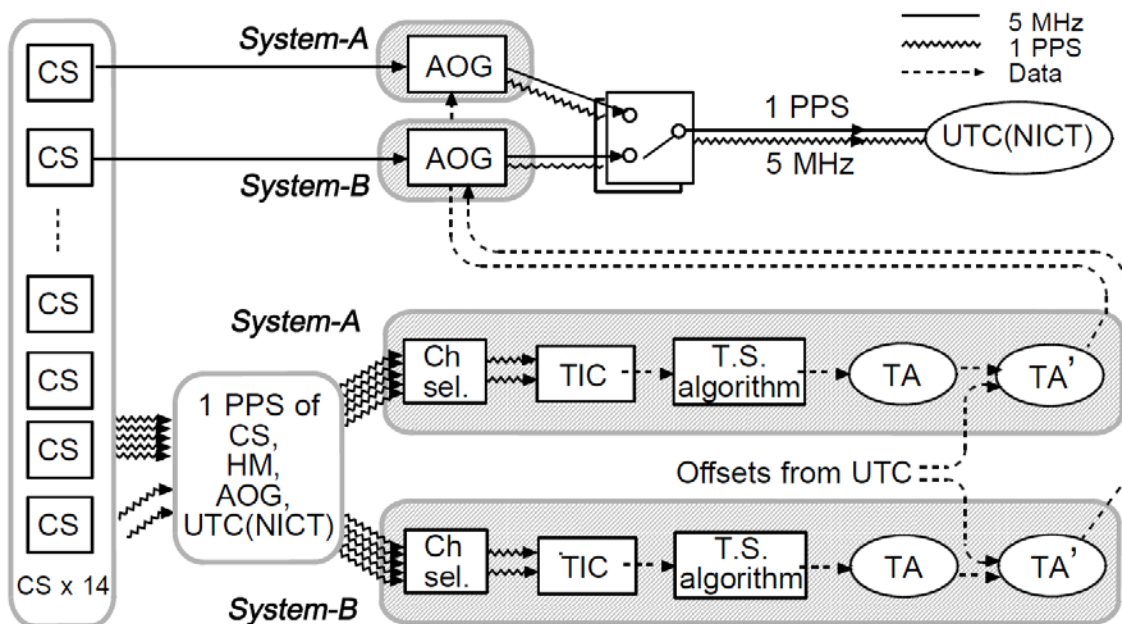 System-A
CS
AOG
5 MHz
1 PPS
Data
CS
AOG
System-B
1 PPS
5 MHz
UTC(NICT)
CS
CS
CS
CS
CS x 14
1 PPS of
CS,
HM,
AOG,
UTC(NICT)
System-A
Ch
sel.
TIC
T.S.
algorithm
TA
TA'
Offsets from UTC
Ch
sel.
TIC
T.S.
algorithm
TA
TA'
System-B